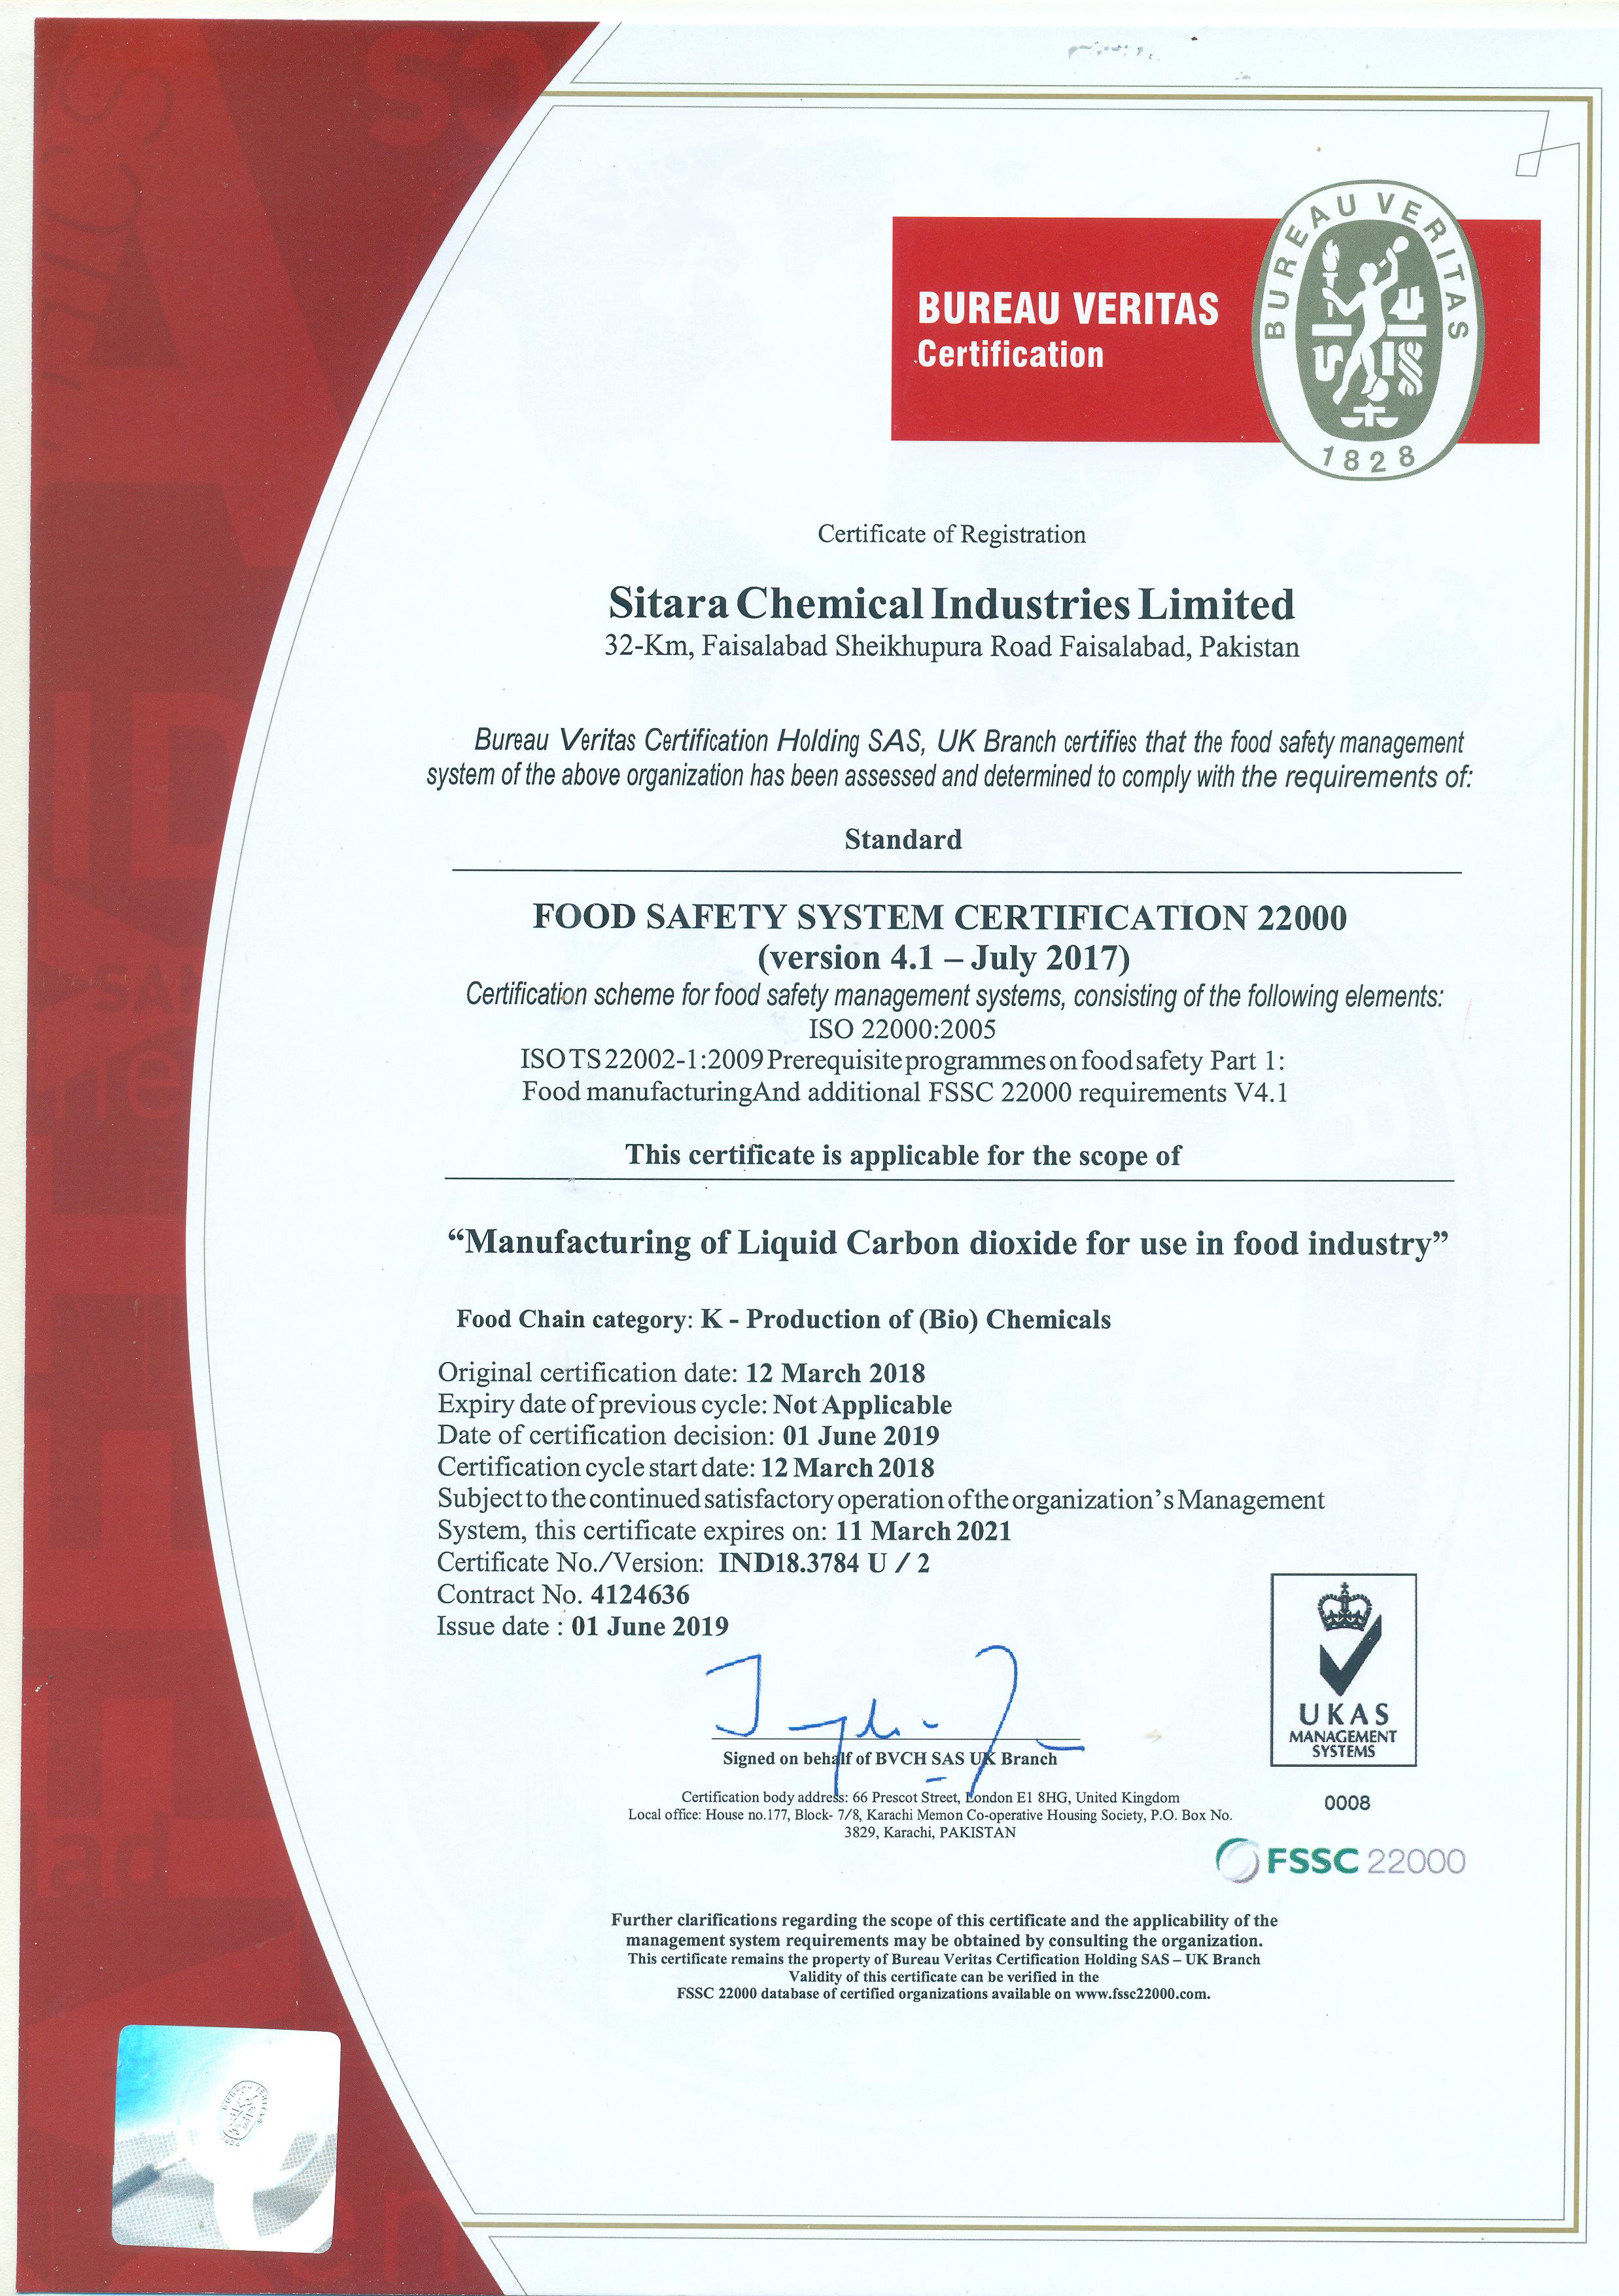 BUREAU VERITAS
Certification
BUREAU VERITAS
1828
Certificate of Registration
Sitara Chemical Industries Limited
32-Km, Faisalabad Sheikhupura Road Faisalabad, Pakistan
Bureau Veritas Certification Holding SAS, UK Branch certifies that the food safety management
system of the above organization has been assessed and determined to comply with the requirements of:
Standard
FOOD SAFETY SYSTEM CERTIFICATION 22000
(version 4.1 – July 2017)
Certification scheme for food safety management systems, consisting of the following elements:
ISO 22000:2005
ISO TS 22002-1:2009 Prerequisite programmes on food safety Part 1:
Food manufacturingAnd additional FSSC 22000 requirements V4.1
This certificate is applicable for the scope of
“Manufacturing of Liquid Carbon dioxide for use in food industry”
Food Chain category: K - Production of (Bio) Chemicals
Original certification date: 12 March 2018
Expiry date of previous cycle: Not Applicable
Date of certification decision: 01 June 2019
Certification cycle start date: 12 March 2018
Subject to the continued satisfactory operation of the organization’s Management
System, this certificate expires on: 11 March 2021
Certificate No./Version: IND18.3784 U / 2
Contract No. 4124636
Issue date : 01 June 2019
Signed on behalf of BVCH SAS UK Branch
Certification body address: 66 Prescot Street, London E1 8HG, United Kingdom
Local office: House no.177, Block- 7/8, Karachi Memon Co-operative Housing Society, P.O. Box No.
3829, Karachi, PAKISTAN
UKAS
MANAGEMENT
SYSTEMS
0008
FSSC 22000
Further clarifications regarding the scope of this certificate and the applicability of the
management system requirements may be obtained by consulting the organization.
This certificate remains the property of Bureau Veritas Certification Holding SAS – UK Branch
Validity of this certificate can be verified in the
FSSC 22000 database of certified organizations available on www.fssc22000.com.